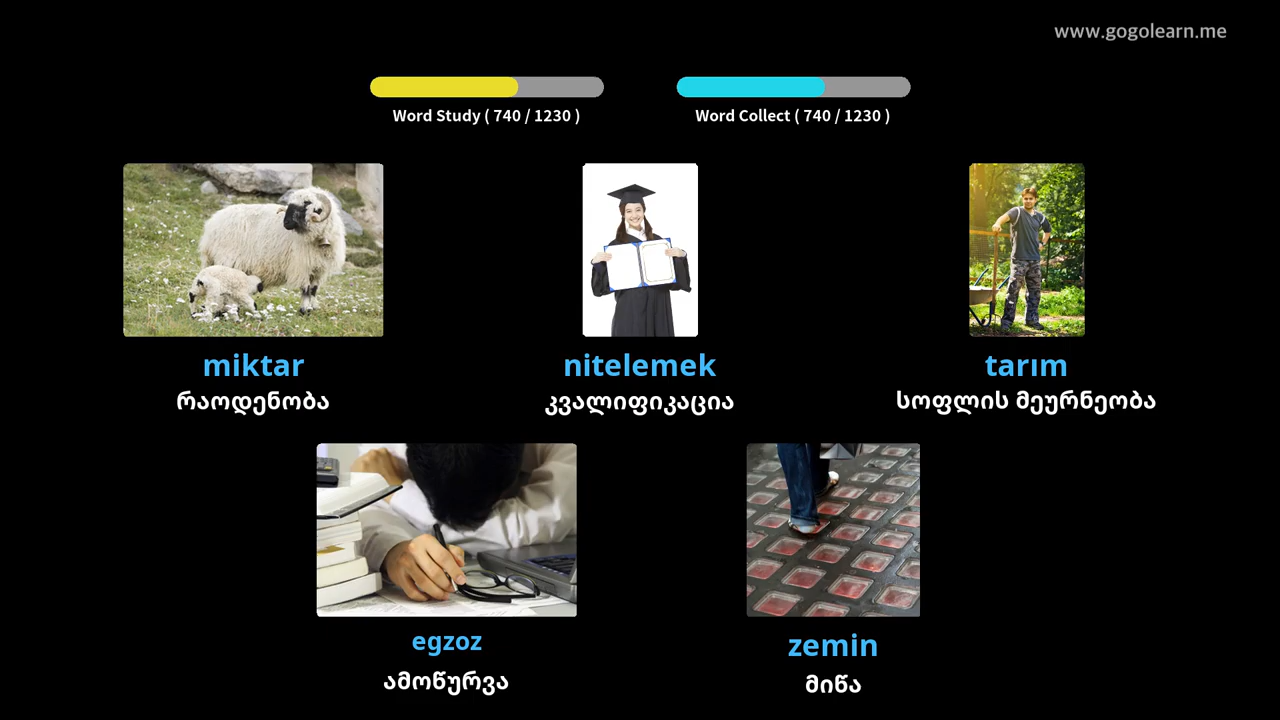 www.gogolearn.me
Word Study ( 740 / 1230 )
Word Collect ( 740 / 1230 )
miktar
რაოდენობა
nitelemek
კვალიფიკაცია
tarım
სოფლის მეურნეობა
egzoz
ამოწურვა
zemin
მიწა